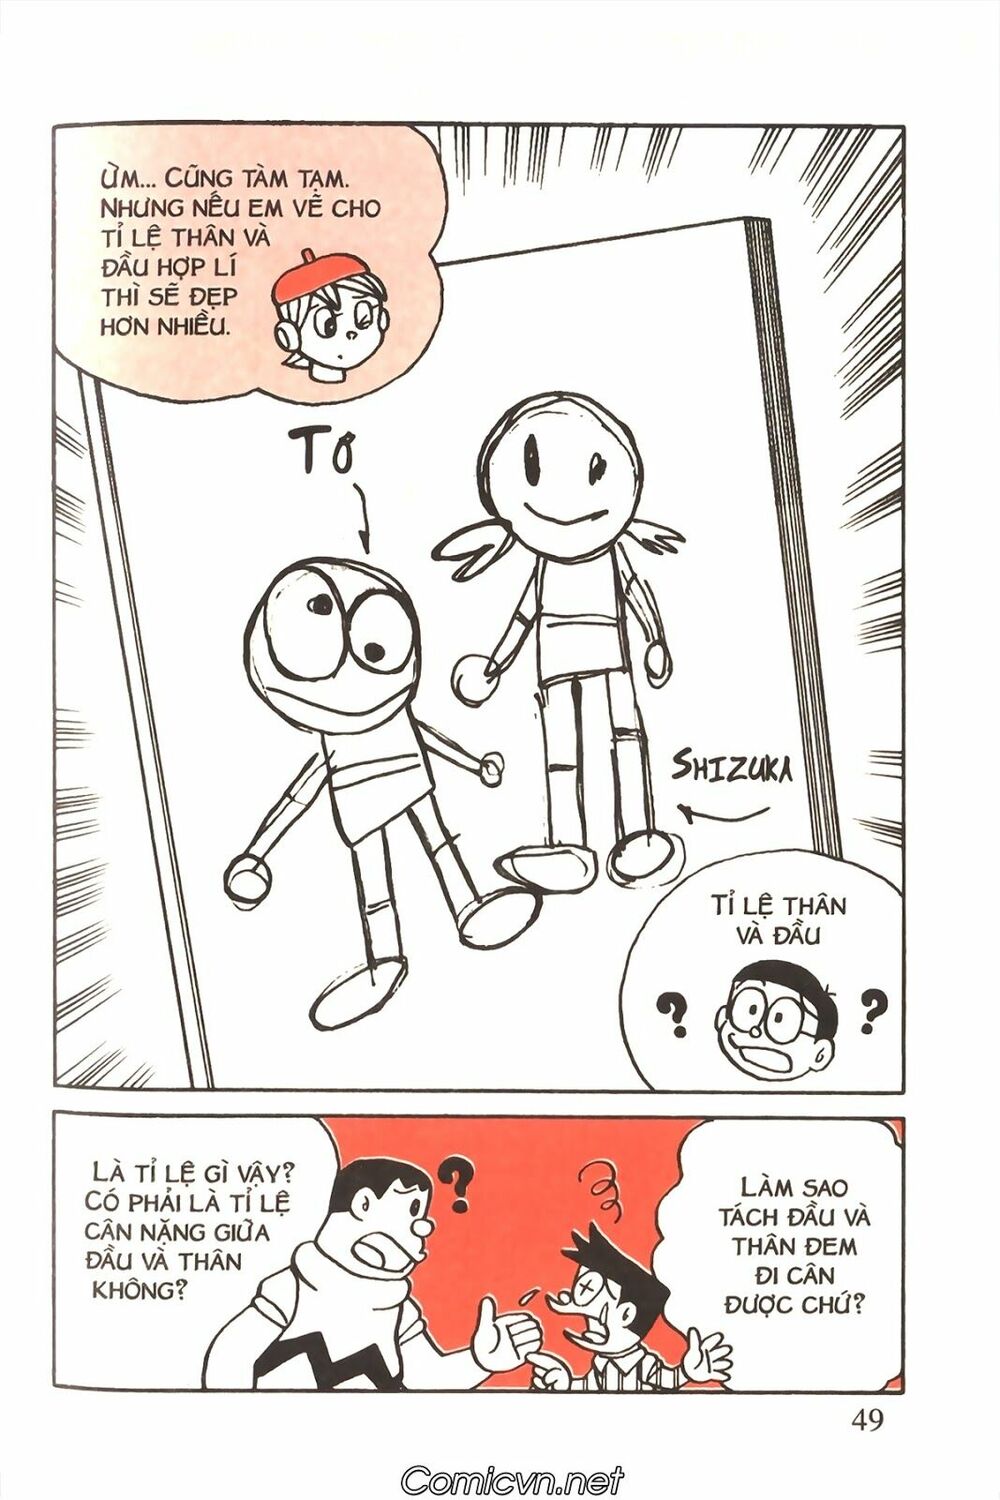 ỪM... CŨNG TÀM TẠM.
NHƯNG NẾU EM VẼ CHO
TỈ LỆ THÂN VÀ
ĐẦU HỢP LÍ
THÌ SẼ ĐẸP
HƠN NHIỀU.
TỚ
SHIZUKA
TỈ LỆ THÂN
VÀ ĐẦU
?
?
LÀ TỈ LỆ GÌ VẬY?
CÓ PHẢI LÀ TỈ LỆ
CÂN NẶNG GIỮA
ĐẦU VÀ THÂN
KHÔNG?
?
LÀM SAO
TÁCH ĐẦU VÀ
THÂN ĐEM
ĐI CÂN
ĐƯỢC CHỨ?
49
Comicvn.net